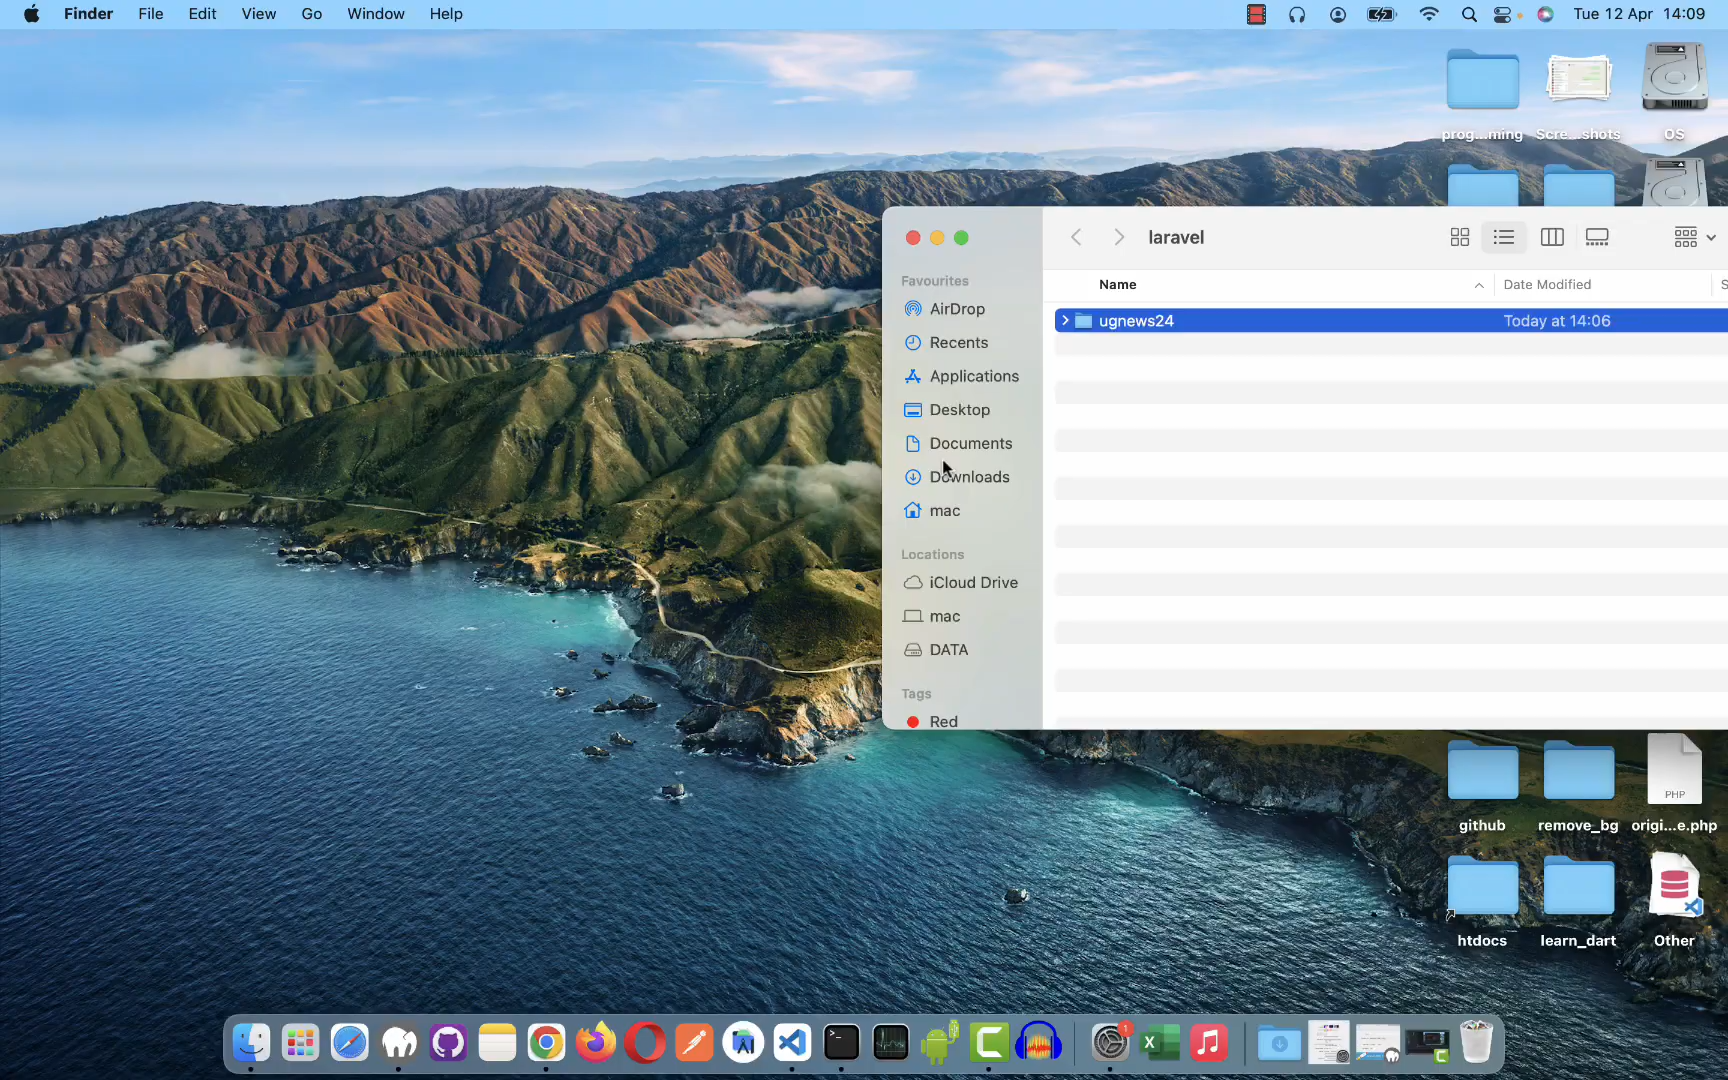 Finder File Edit View Go Window Help Tue 12 Apr 14:09
prog...ming Scre...shots OS
laravel
Favourites
AirDrop
Recents
Applications
Desktop
Documents
Downloads
mac
Locations
iCloud Drive
mac
DATA
Tags
Red
Name Date Modified S
ugnews24 Today at 14:06
PHP
github remove_bg origi...e.php
htdocs learn_dart Other
1